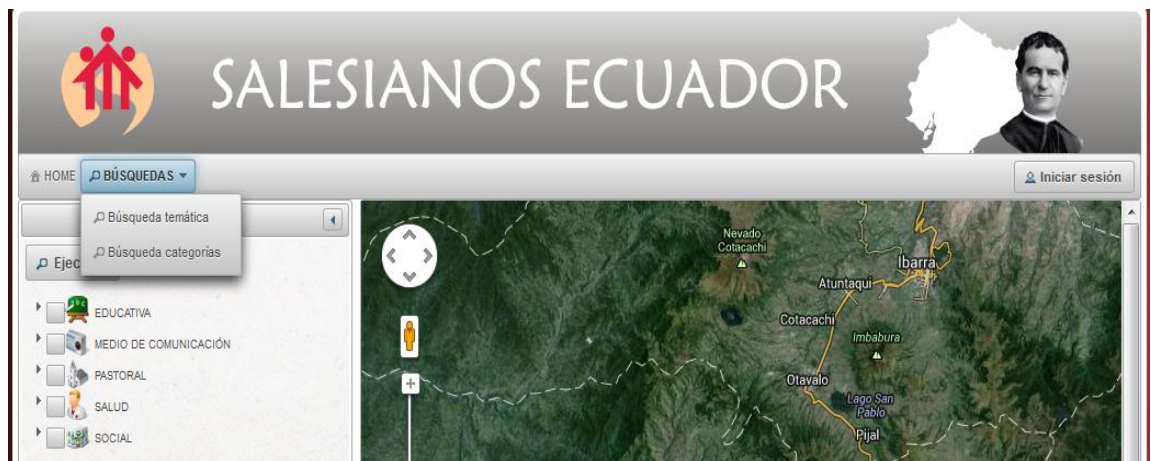 SALESIANOS ECUADOR
HOME
BÚSQUEDAS
Iniciar sesión
Búsqueda temática
Búsqueda categorías
Ejec
EDUCATIVA
MEDIO DE COMUNICACIÓN
PASTORAL
SALUD
SOCIAL
Nevado
Cotacachi
Ibarra
Atuntaqui
Cotacachi
Imbabura
Otavalo
Lago San
Pablo
Pijal